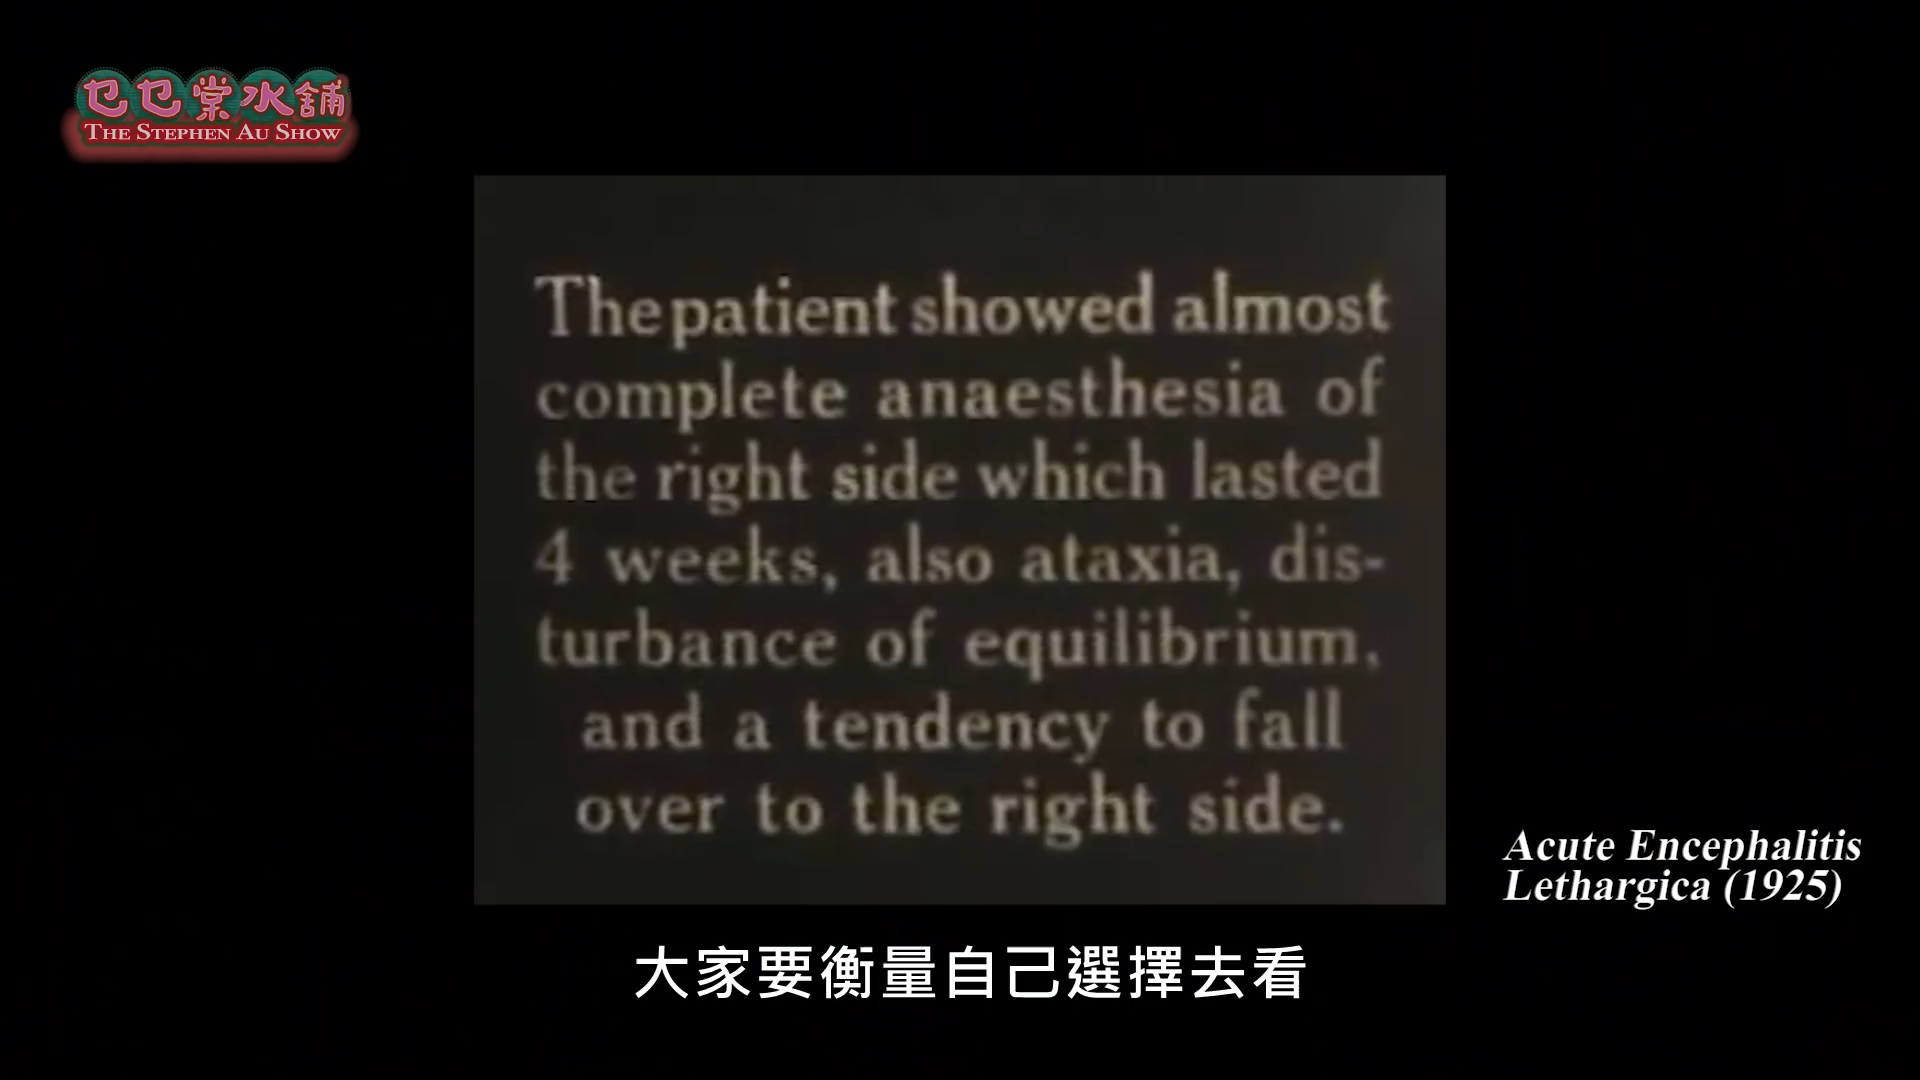 乜乜棠水舖
THE STEPHEN AU SHOW
The patient showed almost
complete anaesthesia of
the right side which lasted
4 weeks, also ataxia, dis-
turbance of equilibrium,
and a tendency to fall
over to the right side.
Acute Encephalitis
Lethargica (1925)
大家要衡量自己選擇去看